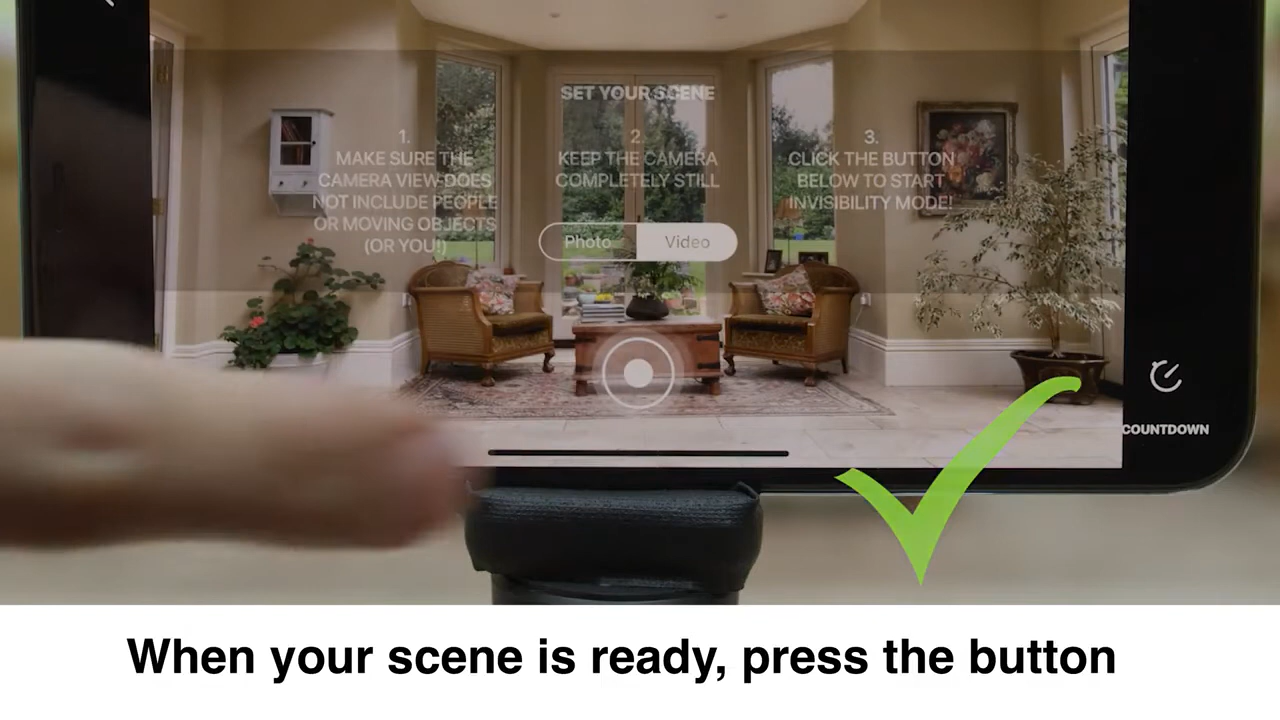 SET YOUR SCENE
1.
MAKE SURE THE
CAMERA VIEW DOES
NOT INCLUDE PEOPLE
OR MOVING OBJECTS
(OR YOU!)
2.
KEEP THE CAMERA
COMPLETELY STILL
3.
CLICK THE BUTTON
BELOW TO START
INVISIBILITY MODE!
Photo
Video
COUNTDOWN
When your scene is ready, press the button